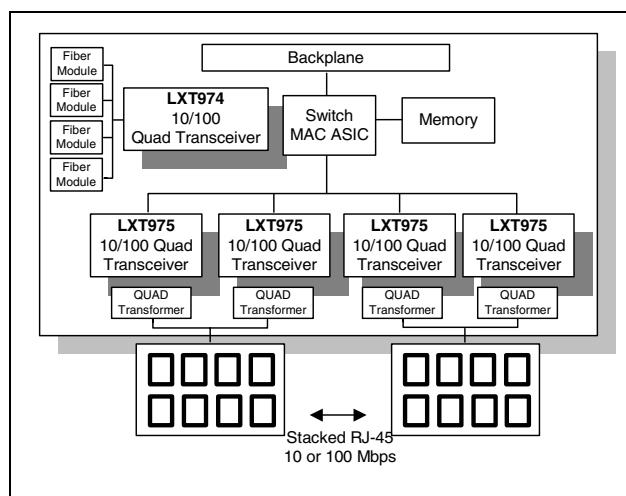 Fiber
Module
Fiber
Module
Fiber
Module
Fiber
Module
LXT974
10/100
Quad Transceiver
Backplane
Switch
MAC ASIC
Memory
LXT975
10/100 Quad
Transceiver
LXT975
10/100 Quad
Transceiver
LXT975
10/100 Quad
Transceiver
LXT975
10/100 Quad
Transceiver
QUAD
Transformer
QUAD
Transformer
QUAD
Transformer
QUAD
Transformer
Stacked RJ-45
10 or 100 Mbps